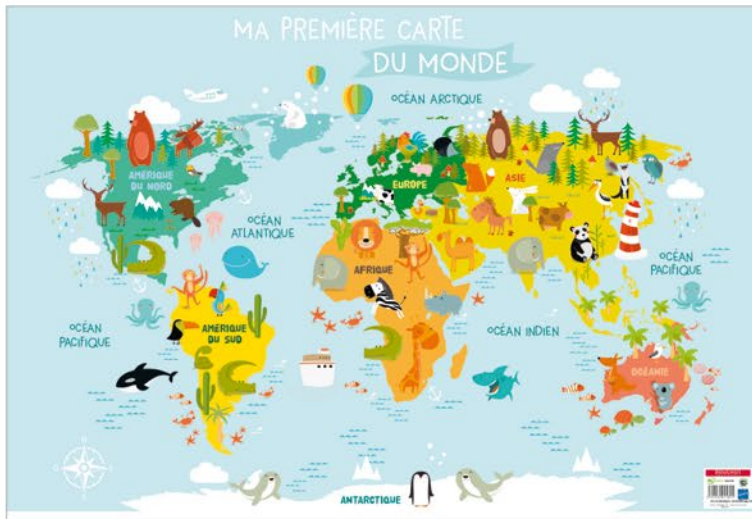 MA PREMIÈRE CARTE
DU MONDE
OCÉAN ARCTIQUE
AMÉRIQUE
DU NORD
EUROPE
ASIE
OCÉAN
ATLANTIQUE
AFRIQUE
OCÉAN
PACIFIQUE
OCÉAN
PACIFIQUE
AMÉRIQUE
DU SUD
OCÉAN INDIEN
OCÉANIE
ANTARCTIQUE